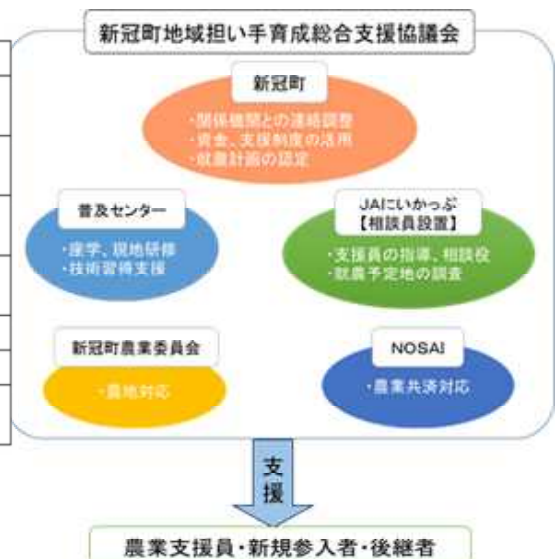 新冠町地域担い手育成総合支援協議会
新冠町
・関係機関との連絡調整
・資金、支援制度の活用
・就農計画の認定
普及センター
・座学、現地研修
・技術習得支援
JAにいかっぷ
【相談員設置】
・支援員の指導、相談役
・就農予定地の調査
新冠町農業委員会
・農地対応
NOSAI
・農業共済対応
支援
農業支援員・新規参入者・後継者